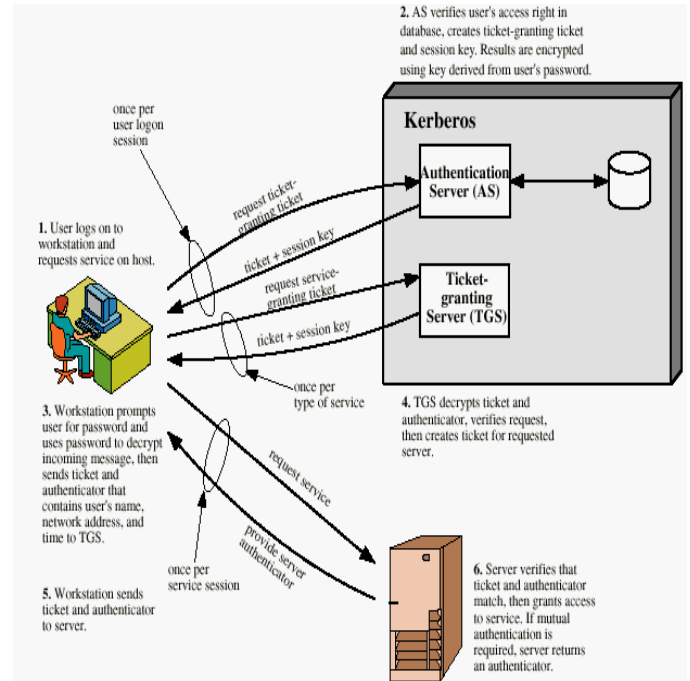 2. AS verifies user's access right in
database, creates ticket-granting ticket
and session key. Results are encrypted
using key derived from user's password.
once per
user logon
session
Kerberos
Authentication
Server (AS)
request ticket-
granting ticket
1. User logs on to
workstation and
requests service on host.
ticket + session key
request service-
granting ticket
Ticket-
granting
Server (TGS)
ticket + session key
once per
type of service
3. Workstation prompts
user for password and
uses password to decrypt
incoming message, then
sends ticket and
authenticator that
contains user's name,
network address, and
time to TGS.
4. TGS decrypts ticket and
authenticator, verifies request,
then creates ticket for requested
server.
request service
provide server
authenticator
once per
service session
5. Workstation sends
ticket and authenticator
to server.
6. Server verifies that
ticket and authenticator
match, then grants access
to service. If mutual
authentication is
required, server returns
an authenticator.